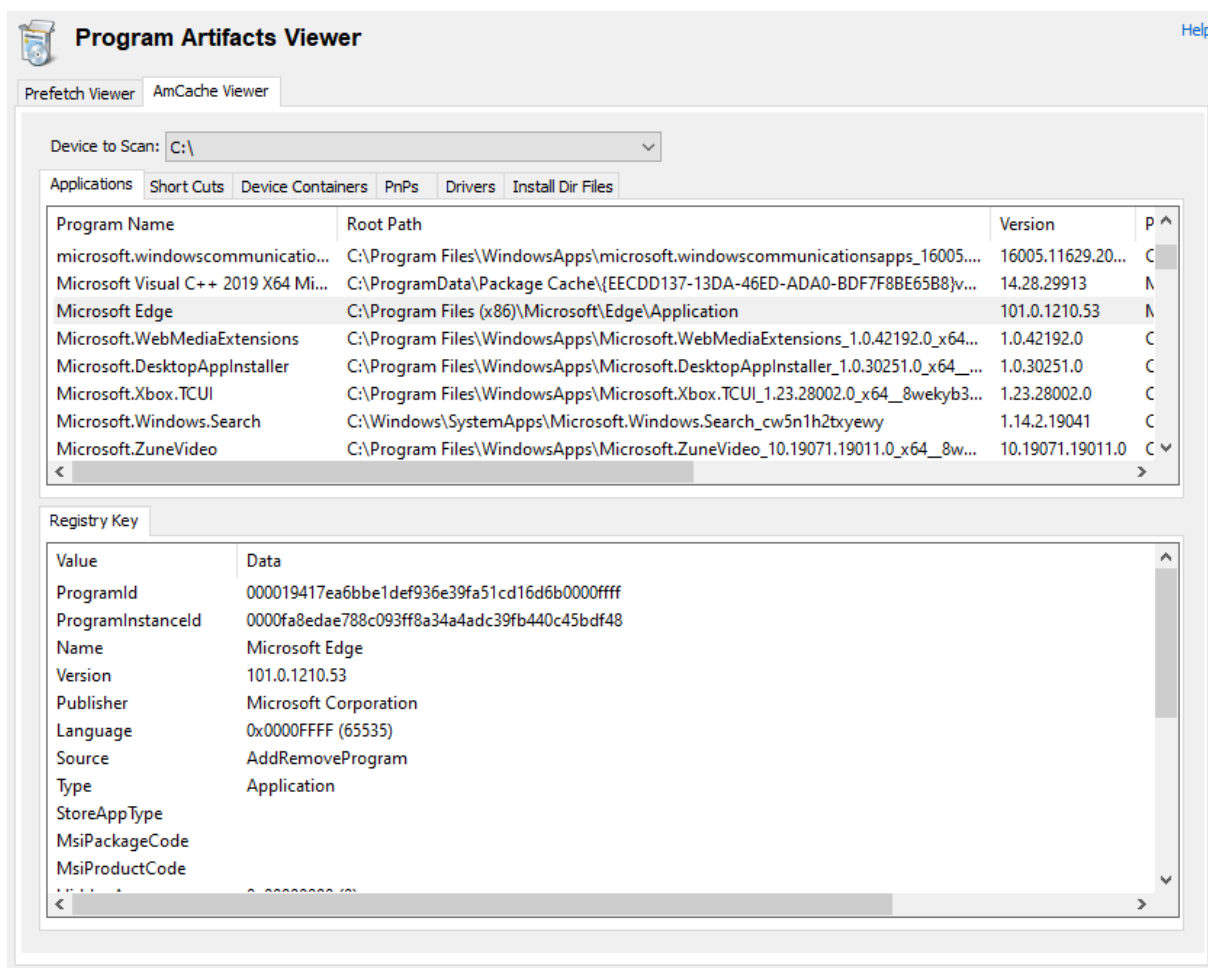 Program Artifacts Viewer
Help
Prefetch Viewer AmCache Viewer
Device to Scan: C:\
Applications Short Cuts Device Containers PnPs Drivers Install Dir Files
Program Name Root Path Version P
microsoft.windowscommunicatio... C:\Program Files\WindowsApps\microsoft.windowscommunicationsapps_16005.... 16005.11629.20... C
Microsoft Visual C++ 2019 X64 Mi... C:\ProgramData\Package Cache\{EECDD137-13DA-46ED-ADA0-BDF7F8BE65B8}v... 14.28.29913 M
Microsoft Edge C:\Program Files (x86)\Microsoft\Edge\Application 101.0.1210.53 M
Microsoft.WebMediaExtensions C:\Program Files\WindowsApps\Microsoft.WebMediaExtensions_1.0.42192.0_x64... 1.0.42192.0 C
Microsoft.DesktopAppInstaller C:\Program Files\WindowsApps\Microsoft.DesktopAppInstaller_1.0.30251.0_x64__... 1.0.30251.0 C
Microsoft.Xbox.TCUI C:\Program Files\WindowsApps\Microsoft.Xbox.TCUI_1.23.28002.0_x64__8wekyb3... 1.23.28002.0 C
Microsoft.Windows.Search C:\Windows\SystemApps\Microsoft.Windows.Search_cw5n1h2txyewy 1.14.2.19041 C
Microsoft.ZuneVideo C:\Program Files\WindowsApps\Microsoft.ZuneVideo_10.19071.19011.0_x64__8w... 10.19071.19011.0 C
Registry Key
Value Data
ProgramId 000019417ea6bbe1def936e39fa51cd16d6b0000ffff
ProgramInstanceId 0000fa8edae788c093ff8a34a4adc39fb440c45bdf48
Name Microsoft Edge
Version 101.0.1210.53
Publisher Microsoft Corporation
Language 0x0000FFFF (65535)
Source AddRemoveProgram
Type Application
StoreAppType
MsiPackageCode
MsiProductCode